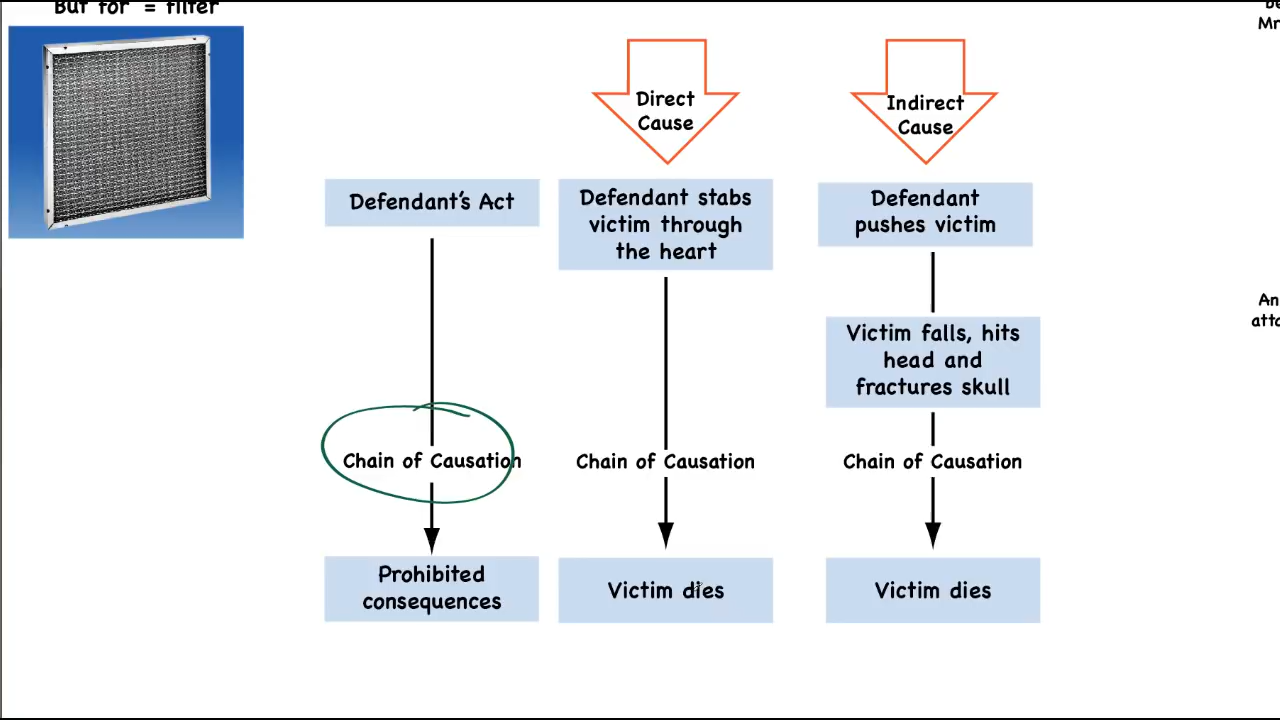 But for = filter
Direct
Cause
Indirect
Cause
Defendant's Act
Chain of Causation
Prohibited
consequences
Defendant stabs
victim through
the heart
Chain of Causation
Victim dies
Defendant
pushes victim
Victim falls, hits
head and
fractures skull
Chain of Causation
Victim dies